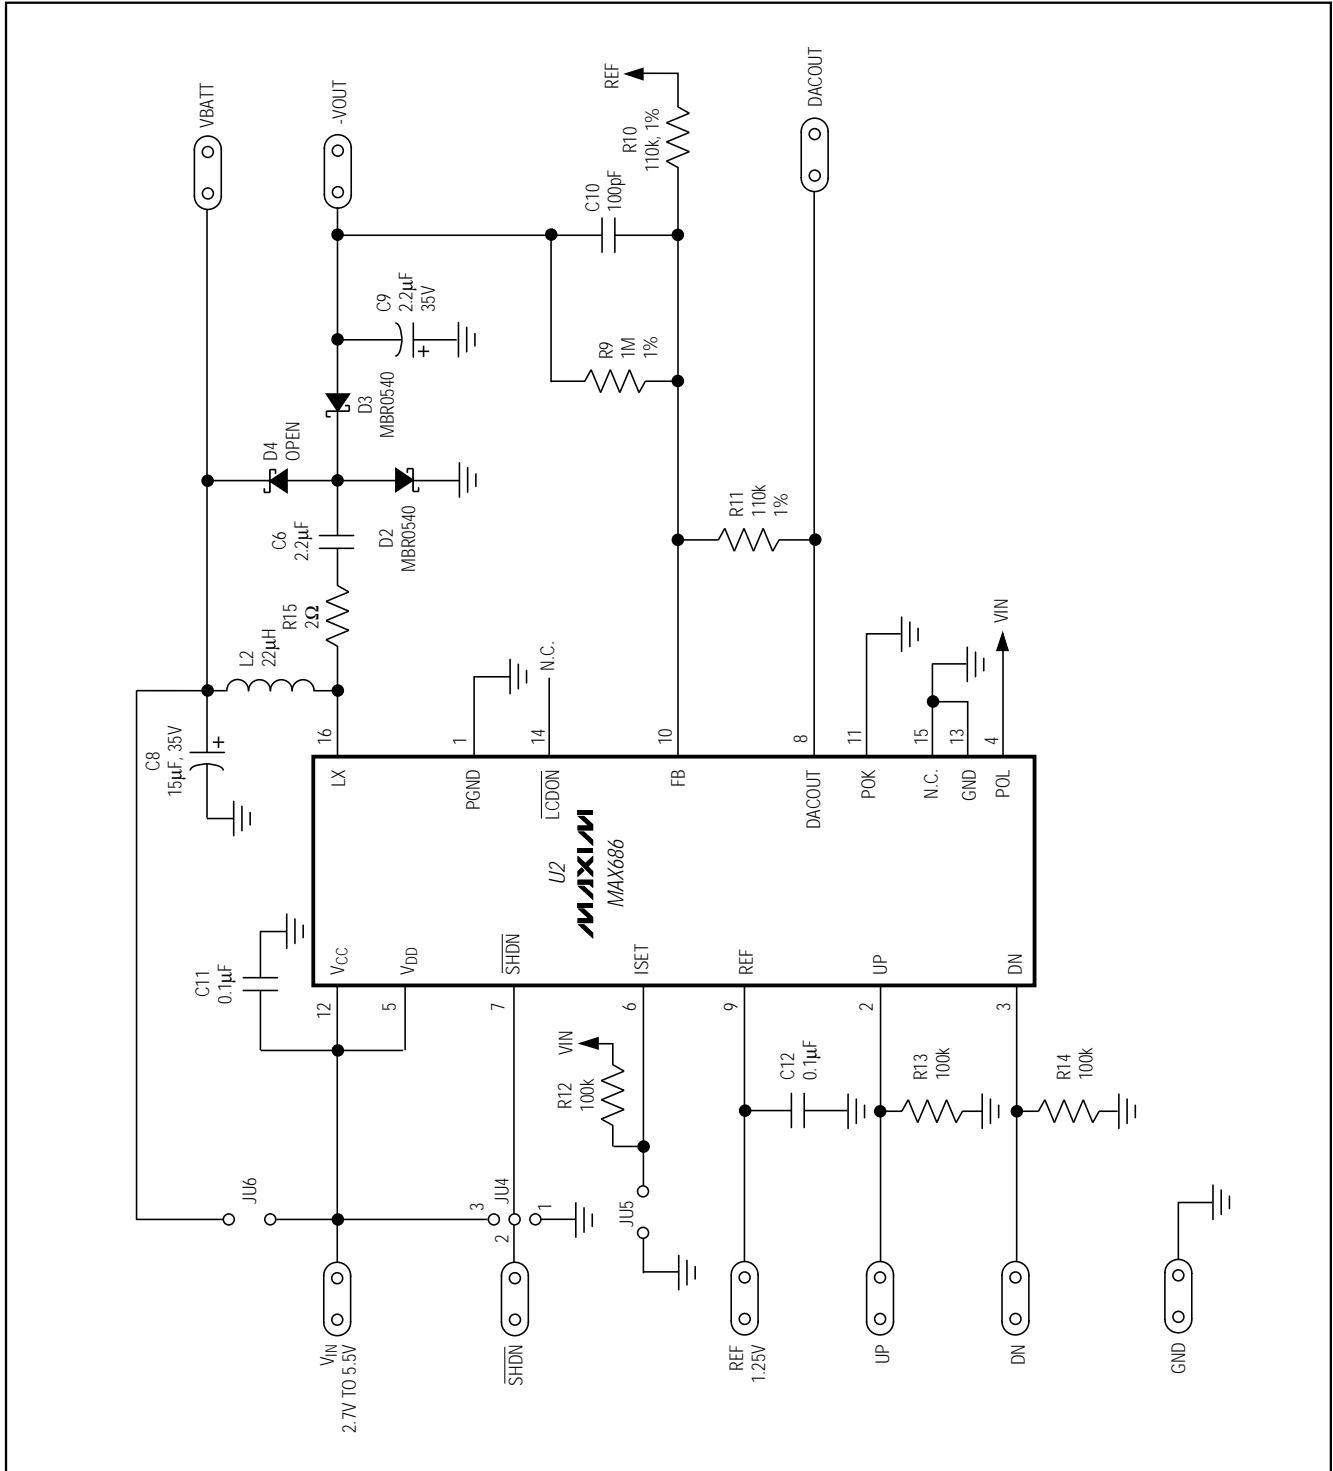 VBATT
-VOUT
REF
R10
110k, 1%
DACOUT
C10
100pF
C9
2.2µF
35V
R9
1M
1%
D3
MBR0540
D4
OPEN
C6
2.2µF
D2
MBR0540
R11
110k
1%
R15
2Ω
L2
22µH
N.C.
VIN
C8
15µF, 35V
+
+
16
1
14
10
8
11
15
13
4
LX
PGND
LCDON
FB
DACOUT
POK
N.C.
GND
POL
U2
MAXIM
MAX686
VCC
VDD
SHDN
ISET
REF
UP
DN
C11
0.1µF
12
5
7
6
9
2
3
VIN
R12
100k
C12
0.1µF
R13
100k
R14
100k
JU6
3
JU4
2
1
JU5
VIN
2.7V TO 5.5V
SHDN
REF
1.25V
UP
DN
GND